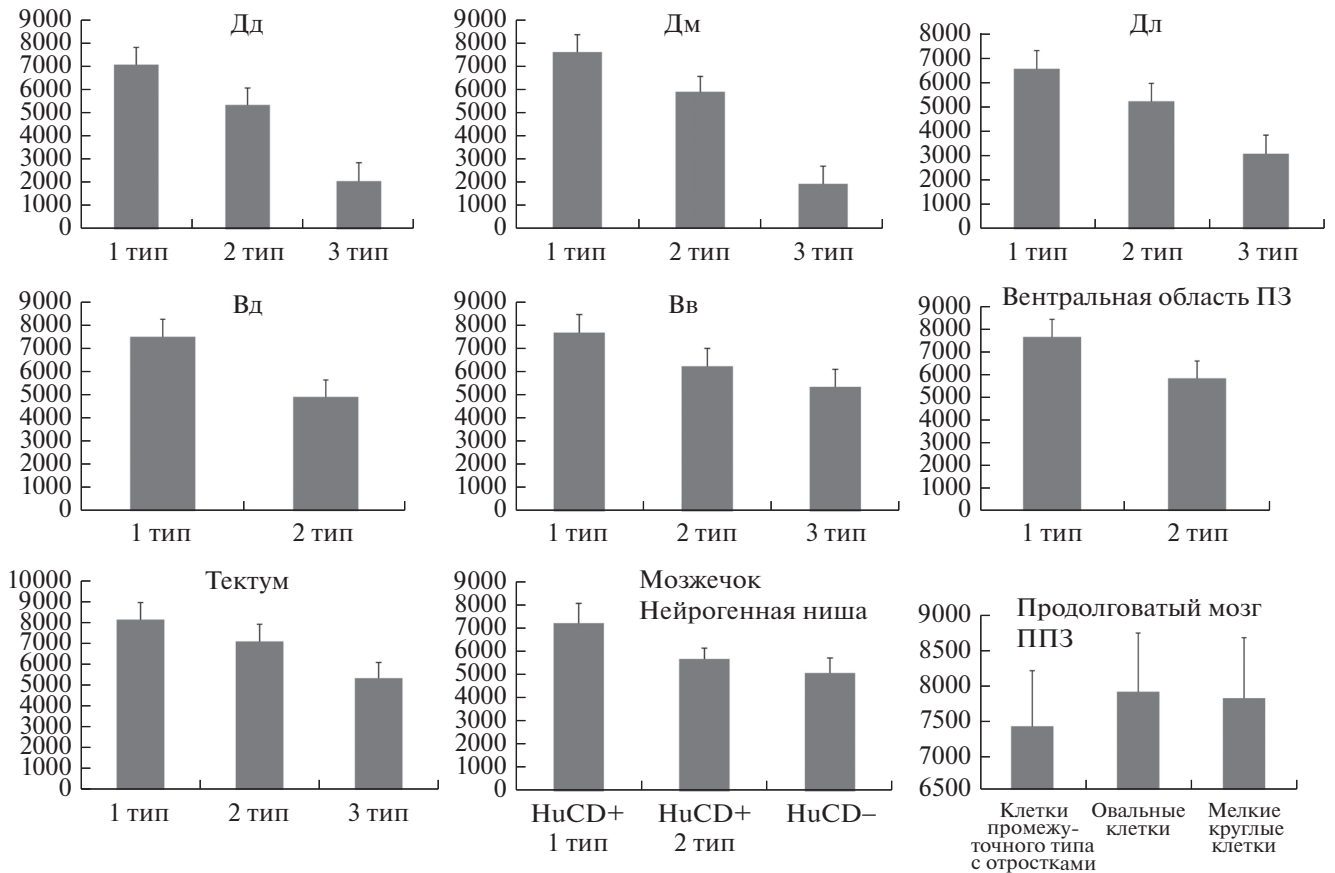 Дд
9000
8000
7000
6000
5000
4000
3000
2000
1000
0
1 тип
2 тип
3 тип
Дм
9000
8000
7000
6000
5000
4000
3000
2000
1000
0
1 тип
2 тип
3 тип
Дл
8000
7000
6000
5000
4000
3000
2000
1000
0
1 тип
2 тип
3 тип
Вд
9000
8000
7000
6000
5000
4000
3000
2000
1000
0
1 тип
2 тип
Вв
9000
8000
7000
6000
5000
4000
3000
2000
1000
0
1 тип
2 тип
3 тип
Вентральная область ПЗ
9000
8000
7000
6000
5000
4000
3000
2000
1000
0
1 тип
2 тип
Тектум
10000
9000
8000
7000
6000
5000
4000
3000
2000
1000
0
1 тип
2 тип
3 тип
Мозжечок
Нейрогенная ниша
9000
8000
7000
6000
5000
4000
3000
2000
1000
0
HuCD+
1 тип
HuCD+
2 тип
HuCD–
Продолговатый мозг
ППЗ
9000
8500
8000
7500
7000
6500
Клетки
промежу-
точного типа
с отростками
Овальные
клетки
Мелкие
круглые
клетки